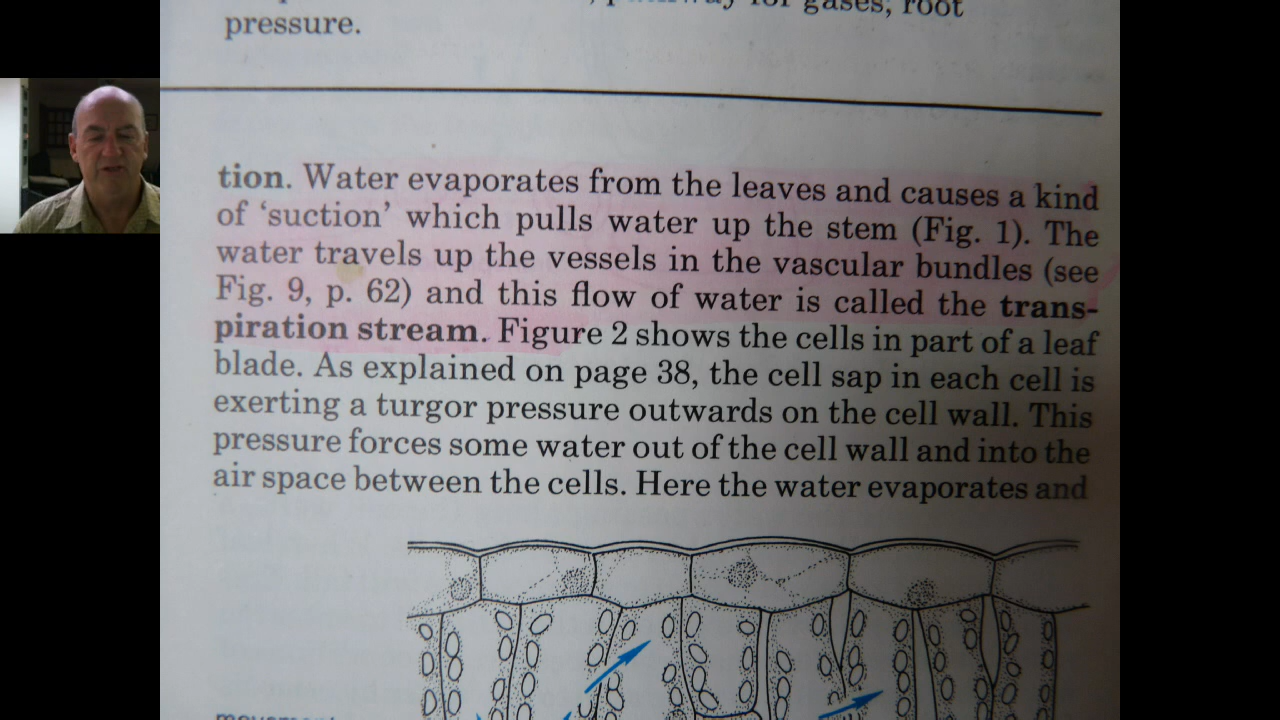 for gases, root
pressure.
tion. Water evaporates from the leaves and causes a kind
of ‘suction’ which pulls water up the stem (Fig. 1). The
water travels up the vessels in the vascular bundles (see
Fig. 9, p. 62) and this flow of water is called the trans-
piration stream. Figure 2 shows the cells in part of a leaf
blade. As explained on page 38, the cell sap in each cell is
exerting a turgor pressure outwards on the cell wall. This
pressure forces some water out of the cell wall and into the
air space between the cells. Here the water evaporates and